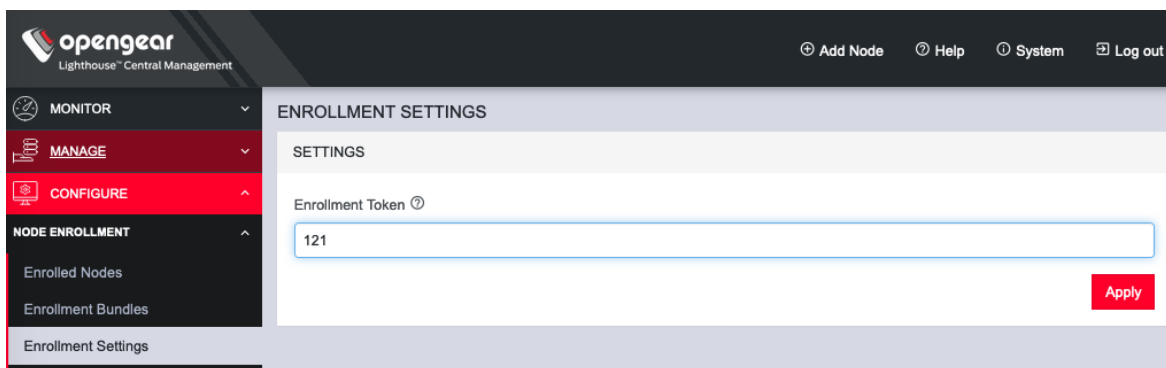 opengear
Lighthouse™ Central Management
Add Node Help System Log out
MONITOR
MANAGE
CONFIGURE
NODE ENROLLMENT
Enrolled Nodes
Enrollment Bundles
Enrollment Settings
ENROLLMENT SETTINGS
SETTINGS
Enrollment Token
121
Apply